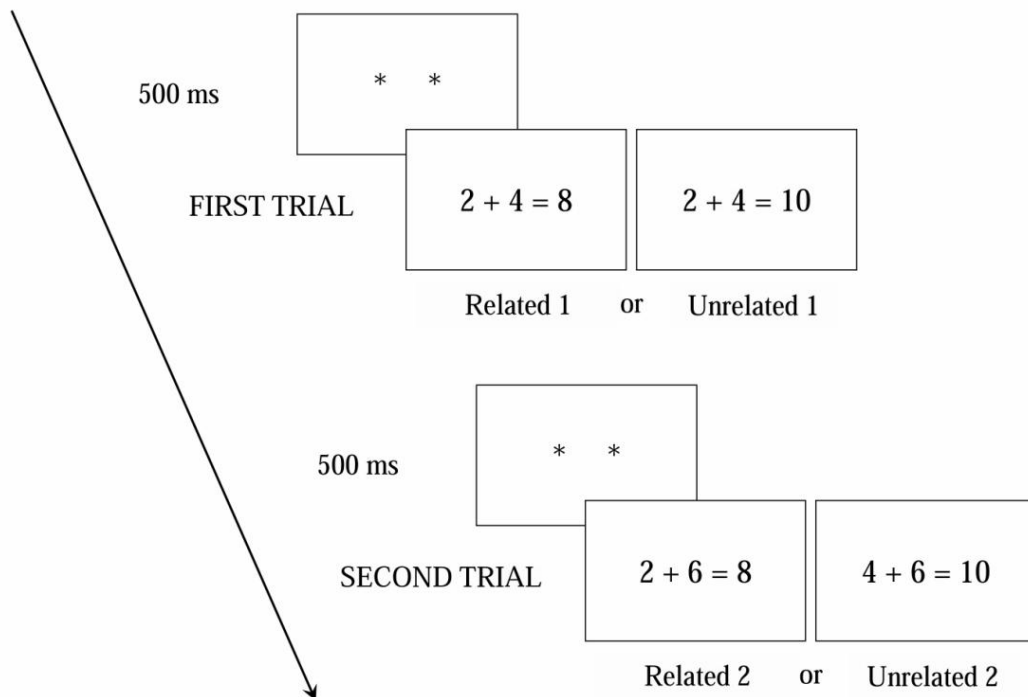 * *
500 ms
FIRST TRIAL
2 + 4 = 8
2 + 4 = 10
Related 1 or Unrelated 1
* *
500 ms
SECOND TRIAL
2 + 6 = 8
4 + 6 = 10
Related 2 or Unrelated 2